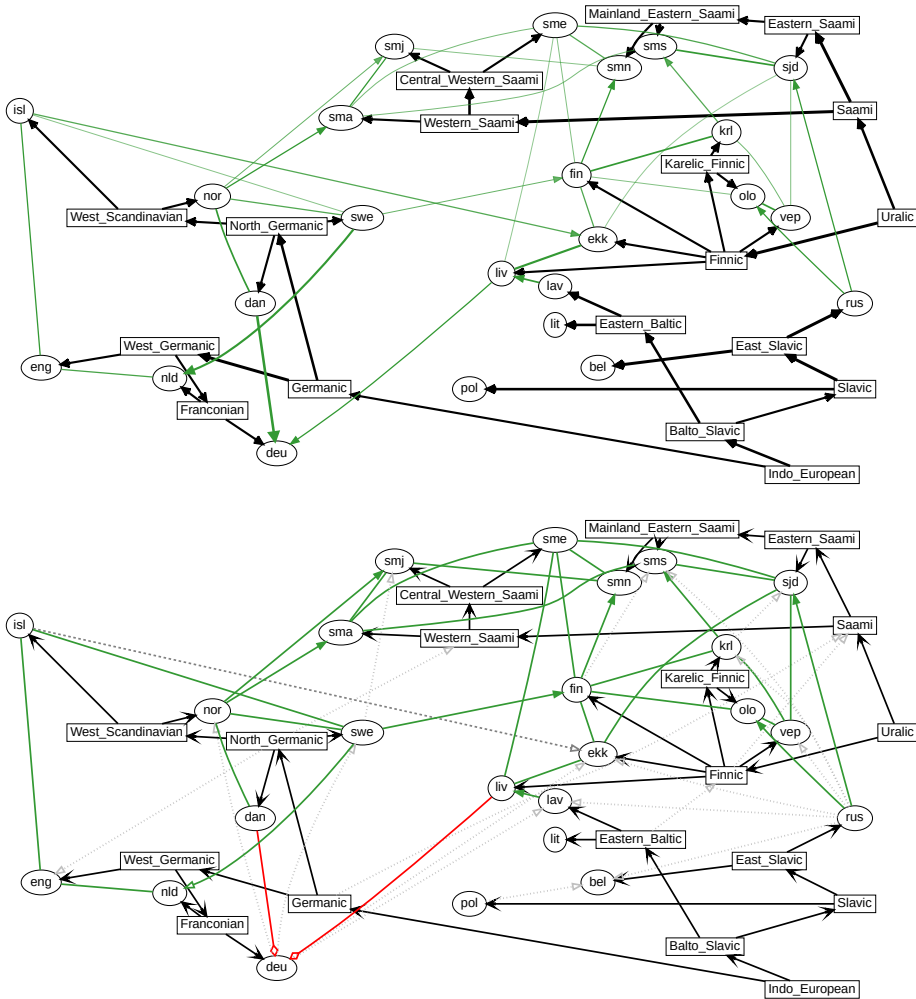 Mainland_Eastern_Saami
sme
Eastern_Saami
smj
sms
smn
sjd
Central_Western_Saami
isl
sma
Western_Saami
Saami
krl
Karelic_Finnic
fin
nor
olo
West_Scandinavian
North_Germanic
swe
vep
Uralic
ekk
Finnic
liv
lav
dan
rus
lit
Eastern_Baltic
West_Germanic
East_Slavic
eng
nld
bel
Germanic
pol
Slavic
Franconian
Balto_Slavic
deu
Indo_European
Mainland_Eastern_Saami
sme
Eastern_Saami
smj
sms
smn
sjd
Central_Western_Saami
isl
sma
Western_Saami
Saami
krl
Karelic_Finnic
fin
nor
olo
West_Scandinavian
North_Germanic
swe
vep
Uralic
ekk
Finnic
liv
lav
dan
rus
lit
Eastern_Baltic
West_Germanic
East_Slavic
eng
nld
bel
Germanic
pol
Slavic
Franconian
Balto_Slavic
deu
Indo_European